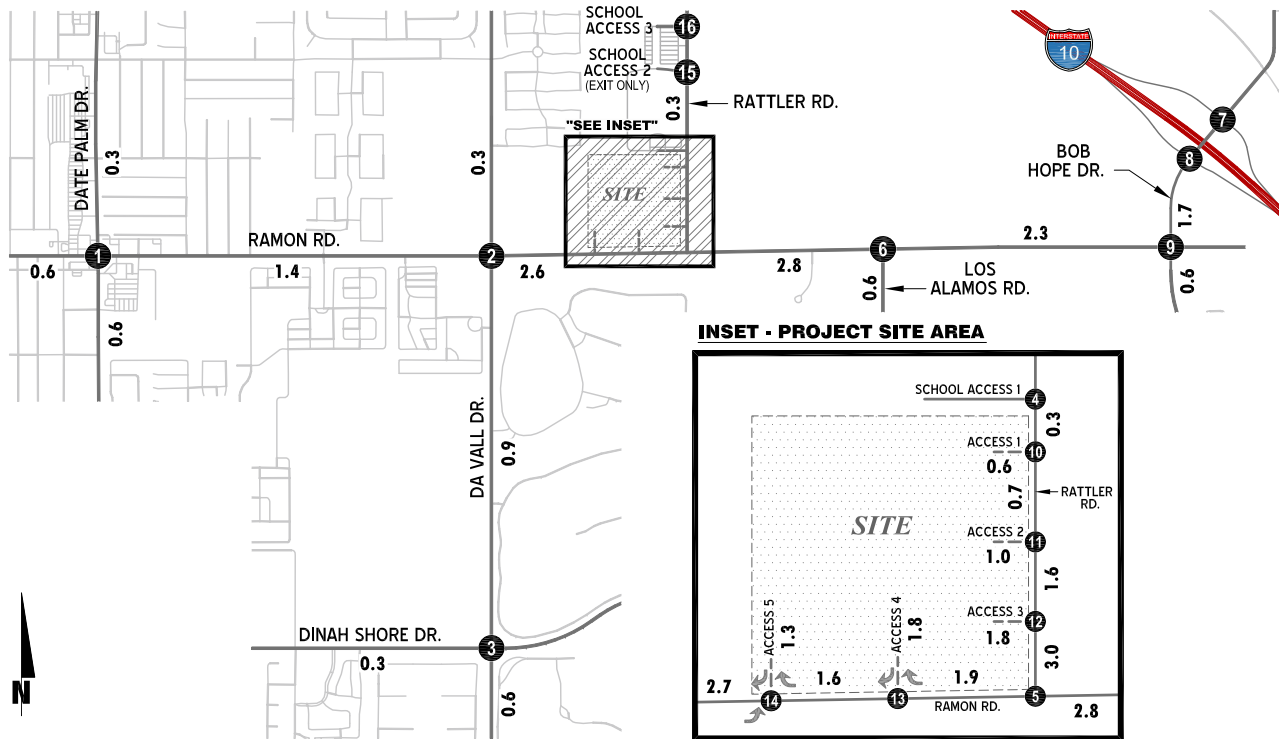 SCHOOL
ACCESS 3
16
SCHOOL
ACCESS 2
(EXIT ONLY)
15
0.3
RATTLER RD.
INTERSTATE
10
7
8
BOB
HOPE DR.
1.7
DATE PALM DR.
0.3
0.3
"SEE INSET"
SITE
1
RAMON RD.
2
6
2.3
9
0.6
1.4
2.6
2.8
0.6
LOS
ALAMOS RD.
0.6
0.6
DA VALL DR.
0.9
DINAH SHORE DR.
3
0.3
0.6
N
INSET - PROJECT SITE AREA
SCHOOL ACCESS 1
4
0.3
ACCESS 1
10
0.6
0.7
RATTLER
RD.
SITE
ACCESS 2
11
1.0
1.6
ACCESS 5
1.3
ACCESS 4
1.8
ACCESS 3
12
1.8
3.0
2.7
1.6
1.9
14
13
RAMON RD.
5
2.8